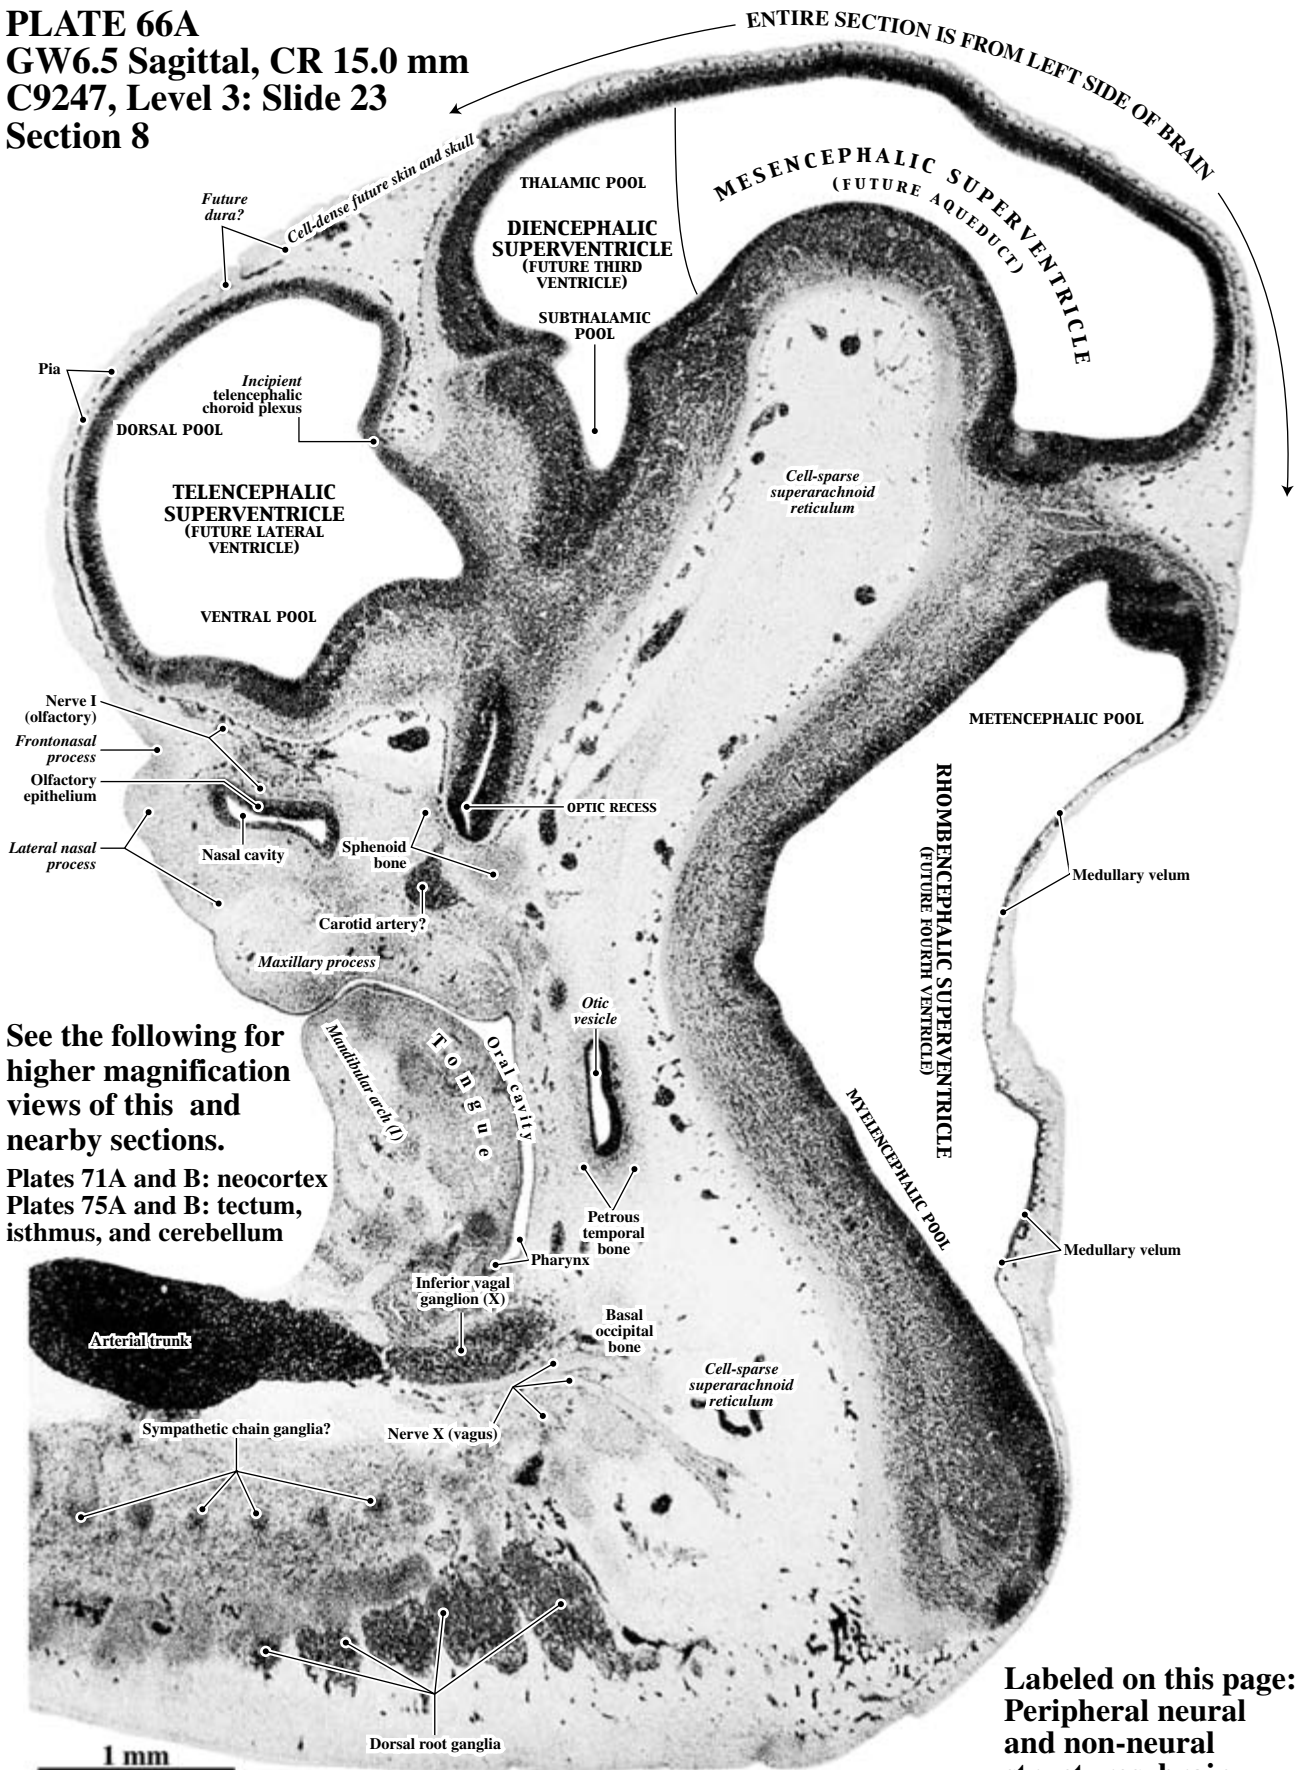 PLATE 66A
GW6.5 Sagittal, CR 15.0 mm
C9247, Level 3: Slide 23
Section 8
ENTIRE SECTION IS FROM LEFT SIDE OF BRAIN
Future
dura?
Cell-dense future skin and skull
THALAMIC POOL
DIENCEPHALIC
SUPERVENTRICLE
(FUTURE THIRD
VENTRICLE)
SUBTHALAMIC
POOL
MESENCEPHALIC SUPERVENTRICLE
(FUTURE AQUEDUCT)
Pia
Incipient
telencephalic
choroid plexus
DORSAL POOL
TELENCEPHALIC
SUPERVENTRICLE
(FUTURE LATERAL
VENTRICLE)
VENTRAL POOL
Cell-sparse
superarachnoid
reticulum
Nerve I
(olfactory)
Frontonasal
process
Olfactory
epithelium
Lateral nasal
process
Nasal cavity
Sphenoid
bone
OPTIC RECESS
Carotid artery?
Maxillary process
METENCEPHALIC POOL
RHOMBENCEPHALIC SUPERVENTRICLE
(FUTURE FOURTH VENTRICLE)
Medullary velum
See the following for
higher magnification
views of this and
nearby sections.
Plates 71A and B: neocortex
Plates 75A and B: tectum,
isthmus, and cerebellum
Mandibular arch (I)
Tongue
Oral cavity
Otic
vesicle
MYELENCEPHALIC POOL
Petrous
temporal
bone
Pharynx
Medullary velum
Inferior vagal
ganglion (X)
Basal
occipital
bone
Arterial trunk
Cell-sparse
superarachnoid
reticulum
Nerve X (vagus)
Sympathetic chain ganglia?
Dorsal root ganglia
1 mm
Labeled on this page:
Peripheral neural
and non-neural